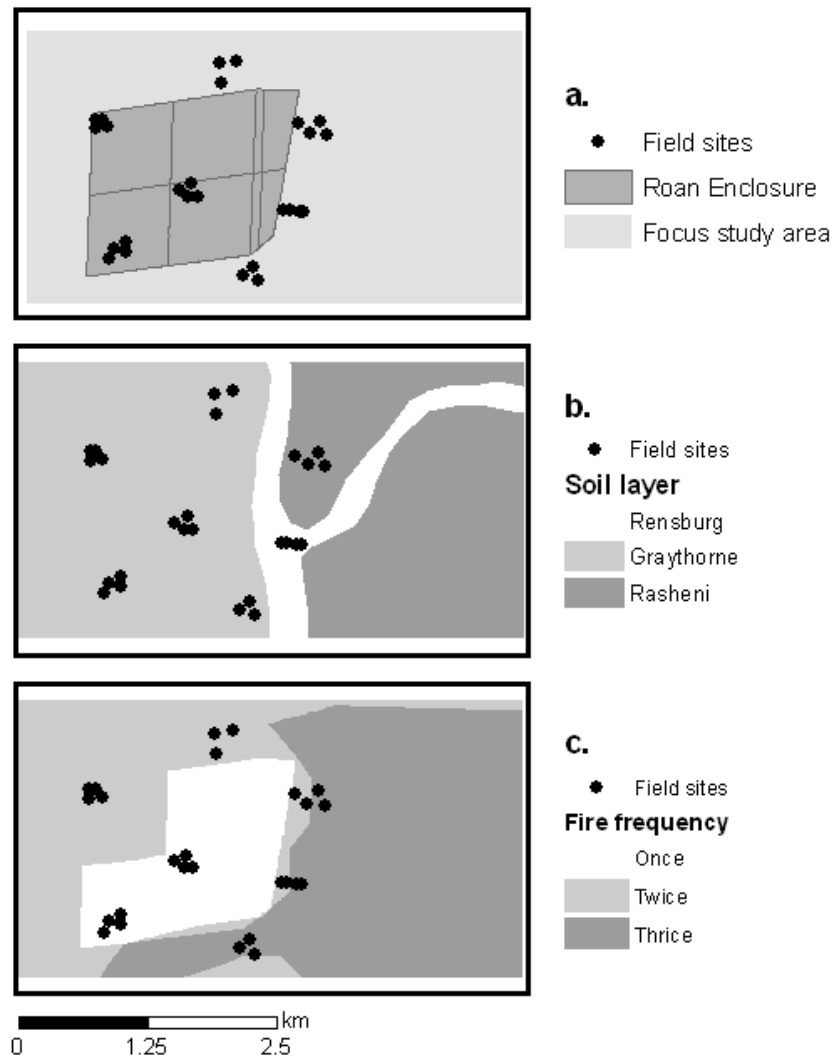 a.
Field sites
Roan Enclosure
Focus study area
b.
Field sites
Soil layer
Rensburg
Graythorne
Rasheni
c.
Field sites
Fire frequency
Once
Twice
Thrice
km
0 1.25 2.5